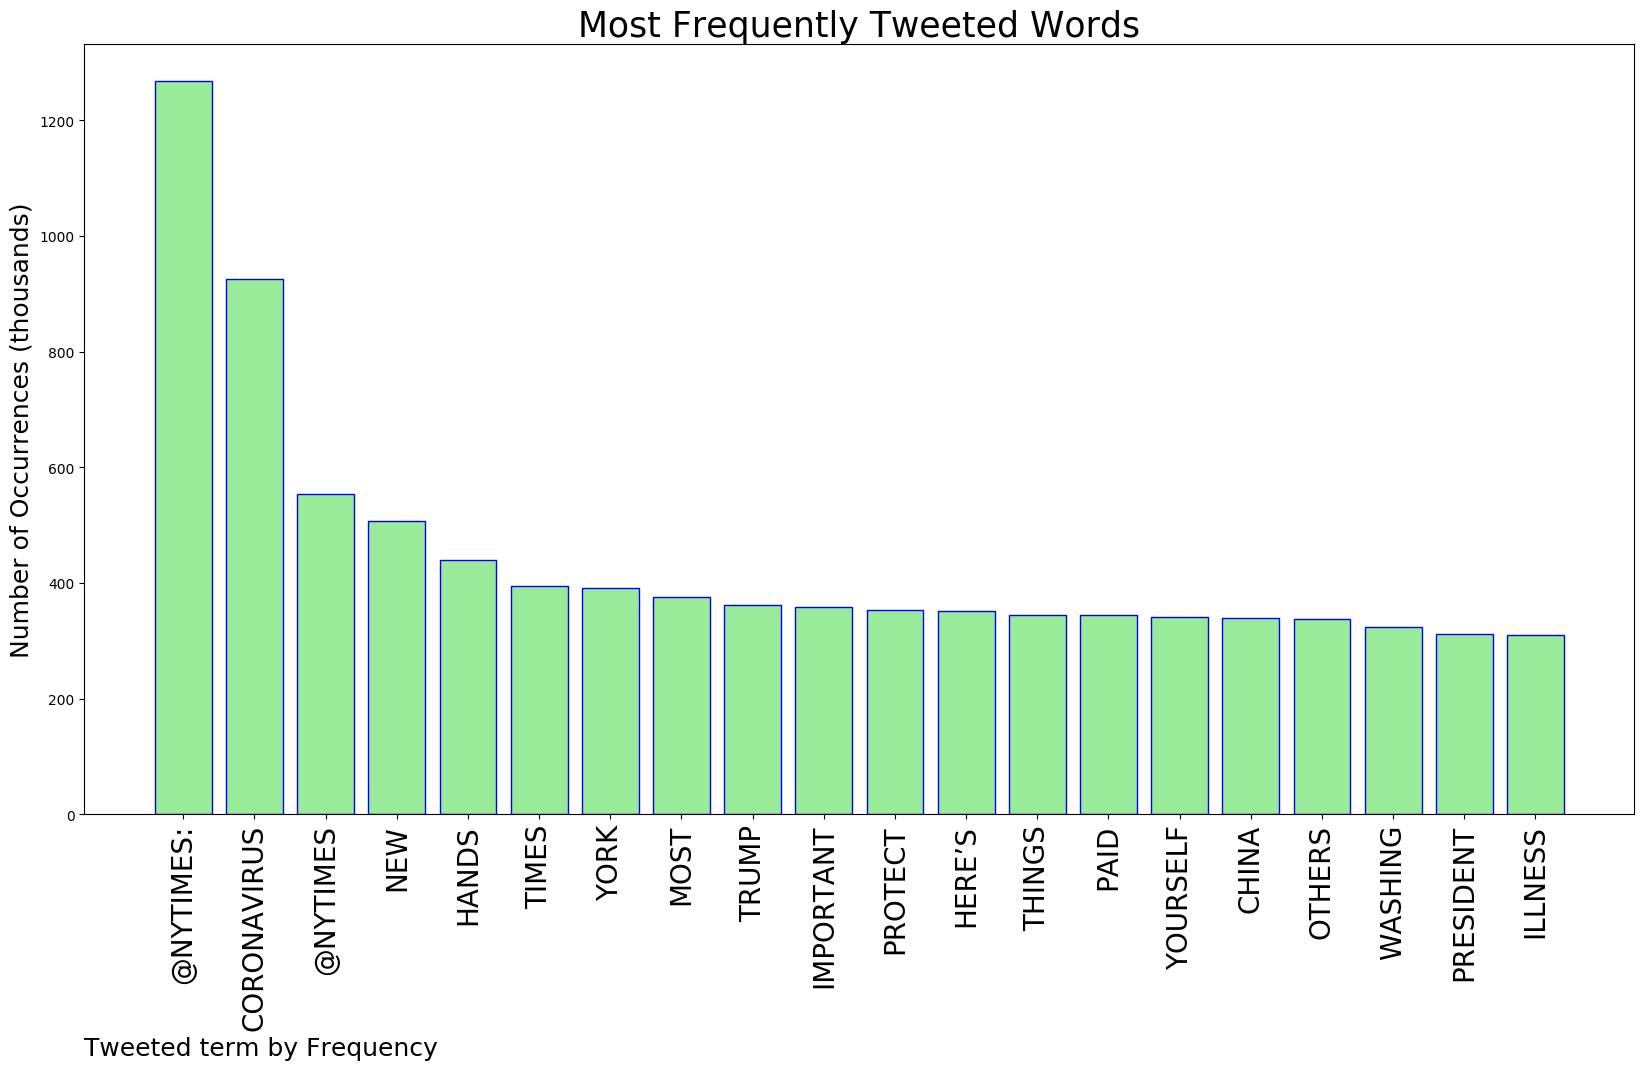 Most Frequently Tweeted Words
Number of Occurrences (thousands)
1200
1000
800
600
400
200
0
@NYTIMES:
CORONAVIRUS
@NYTIMES
NEW
HANDS
TIMES
YORK
MOST
TRUMP
IMPORTANT
PROTECT
HERE’S
THINGS
PAID
YOURSELF
CHINA
OTHERS
WASHING
PRESIDENT
ILLNESS
Tweeted term by Frequency